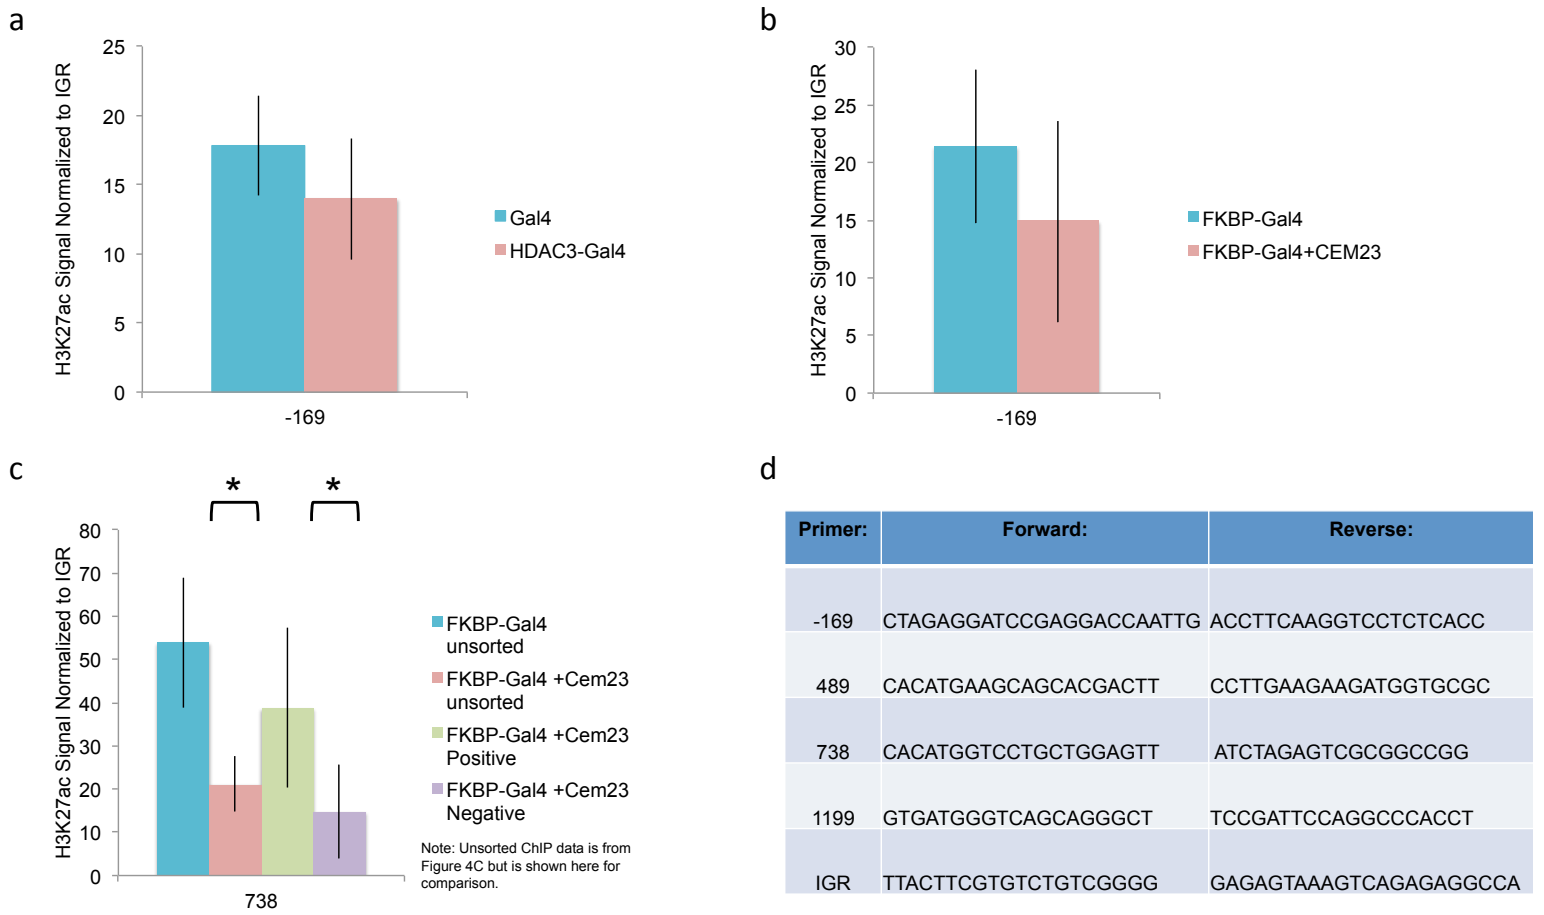 a
H3K27ac Signal Normalized to IGR
25
20
15
10
5
0
-169
Gal4
HDAC3-Gal4
b
H3K27ac Signal Normalized to IGR
30
25
20
15
10
5
0
-169
FKBP-Gal4
FKBP-Gal4+CEM23
c
* *
H3K27ac Signal Normalized to IGR
80
70
60
50
40
30
20
10
0
738
FKBP-Gal4
unsorted
FKBP-Gal4 +Cem23
unsorted
FKBP-Gal4 +Cem23
Positive
FKBP-Gal4 +Cem23
Negative
Note: Unsorted ChIP data is from
Figure 4C but is shown here for
comparison.
d
Primer: Forward: Reverse:
-169 CTAGAGGATCCGAGGACCAATTG ACCTTCAAGGTCCTCTCACC
489 CACATGAAGCAGCACGACTT CCTTGAAGAAGATGGTGCGC
738 CACATGGTCCTGCTGGAGTT ATCTAGAGTCGCGGCCGG
1199 GTGATGGGTCAGCAGGGCT TCCGATTCCAGGCCCACCT
IGR TTACTTCGTGTCTGTCGGGG GAGAGTAAAGTCAGAGAGGCCA